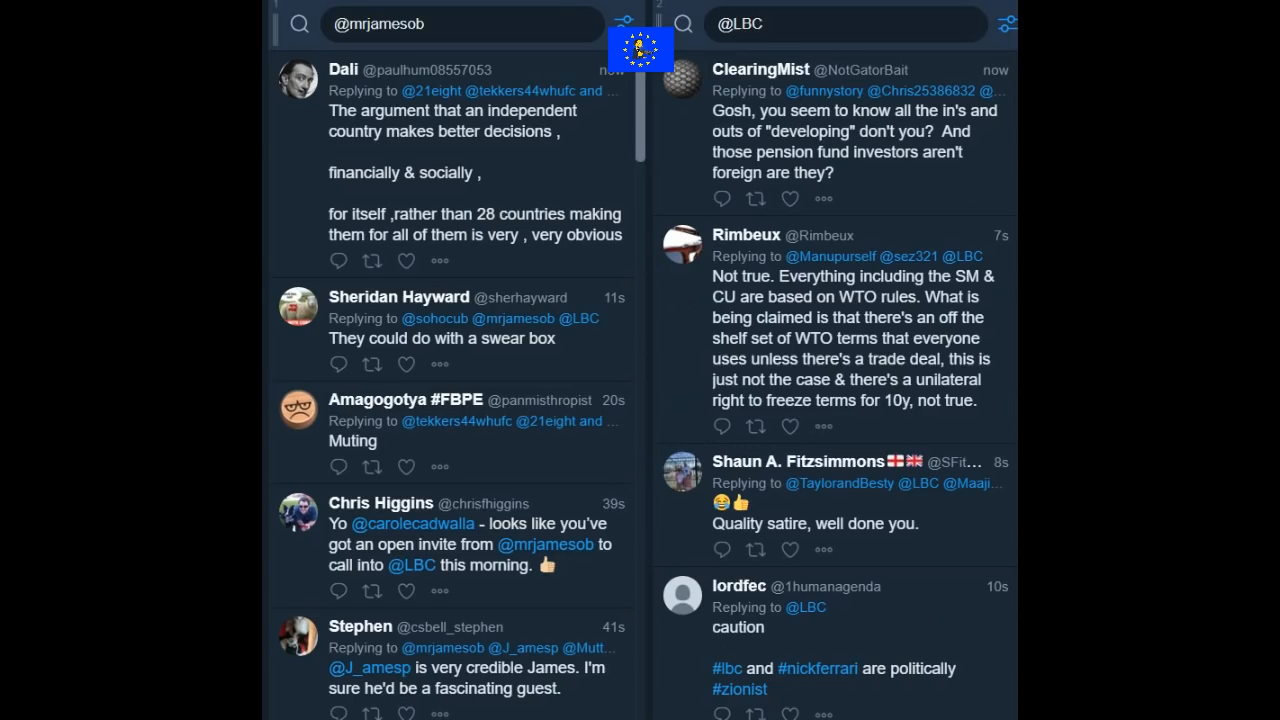 1
@mrjamesob
Dali @paulhum08557053
Replying to @21eight @tekkers44whufc and ...
The argument that an independent
country makes better decisions ,
financially & socially ,
for itself ,rather than 28 countries making
them for all of them is very , very obvious
Sheridan Hayward @sherhayward 11s
Replying to @sohocub @mrjamesob @LBC
They could do with a swear box
Amagogotya #FBPE @panmisthropist 20s
Replying to @tekkers44whufc @21eight and ...
Muting
Chris Higgins @chrisfhiggins 39s
Yo @carolecadwalla - looks like you've
got an open invite from @mrjamesob to
call into @LBC this morning. 👍🏻
Stephen @csbell_stephen 41s
Replying to @mrjamesob @J_amesp @Mutt...
@J_amesp is very credible James. I'm
sure he'd be a fascinating guest.
2
@LBC
ClearingMist @NotGatorBait now
Replying to @funnystory @Chris25386832 @...
Gosh, you seem to know all the in's and
outs of "developing" don't you? And
those pension fund investors aren't
foreign are they?
Rimbeux @Rimbeux 7s
Replying to @Manupurself @sez321 @LBC
Not true. Everything including the SM &
CU are based on WTO rules. What is
being claimed is that there's an off the
shelf set of WTO terms that everyone
uses unless there's a trade deal, this is
just not the case & there's a unilateral
right to freeze terms for 10y, not true.
Shaun A. Fitzsimmons🏴󠁧󠁢󠁥󠁮󠁧󠁿🇬🇧 @SFit... 8s
Replying to @TaylorandBesty @LBC @Maaji...
😂👍
Quality satire, well done you.
lordfec @1humanagenda 10s
Replying to @LBC
caution
#lbc and #nickferrari are politically
#zionist